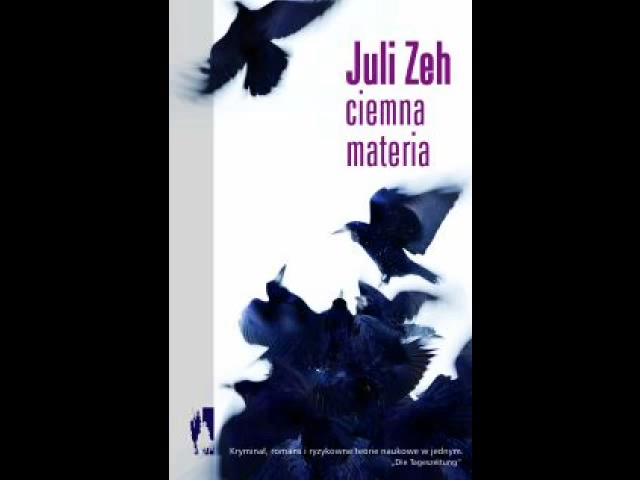 Juli Zeh
ciemna
materia
Kryminał, romans i ryzykowne teorie naukowe w jednym.
„Die Tageszeitung”